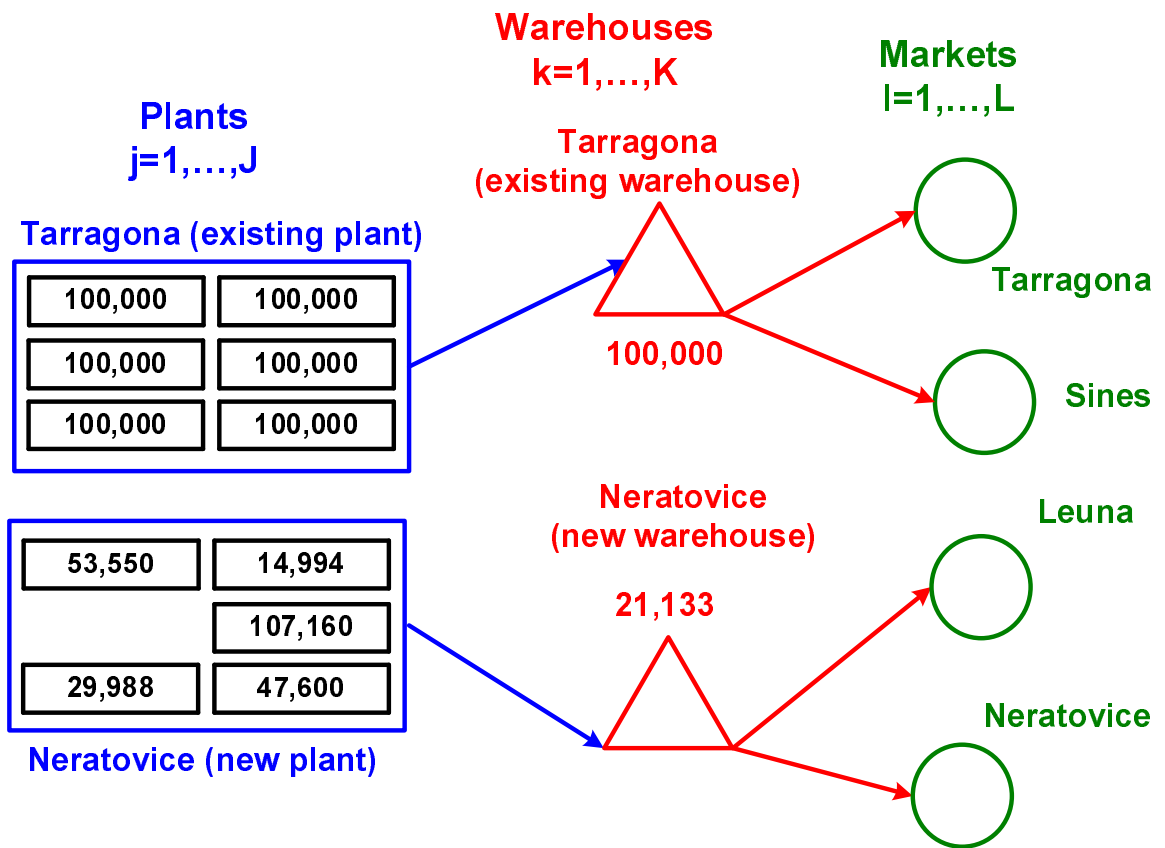 Warehouses
k=1,…,K
Markets
l=1,…,L
Plants
j=1,…,J
Tarragona
(existing warehouse)
Tarragona (existing plant)
100,000 100,000
100,000 100,000
100,000 100,000
100,000
Tarragona
Sines
Neratovice
(new warehouse)
21,133
Leuna
53,550 14,994
107,160
29,988 47,600
Neratovice (new plant)
Neratovice